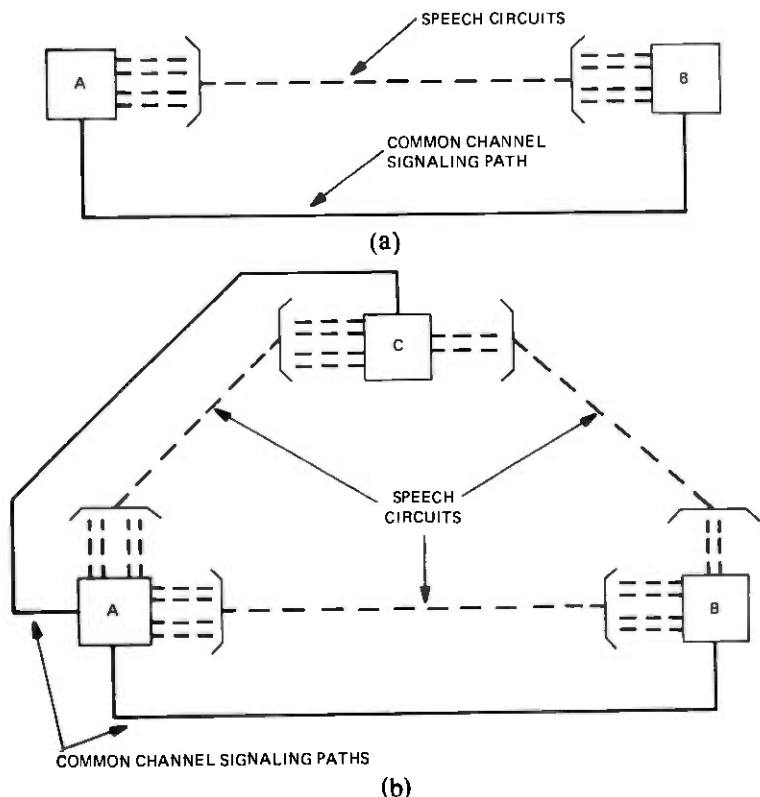 SPEECH CIRCUITS
A
B
COMMON CHANNEL
SIGNALING PATH
(a)
C
SPEECH
CIRCUITS
A
B
COMMON CHANNEL SIGNALING PATHS
(b)